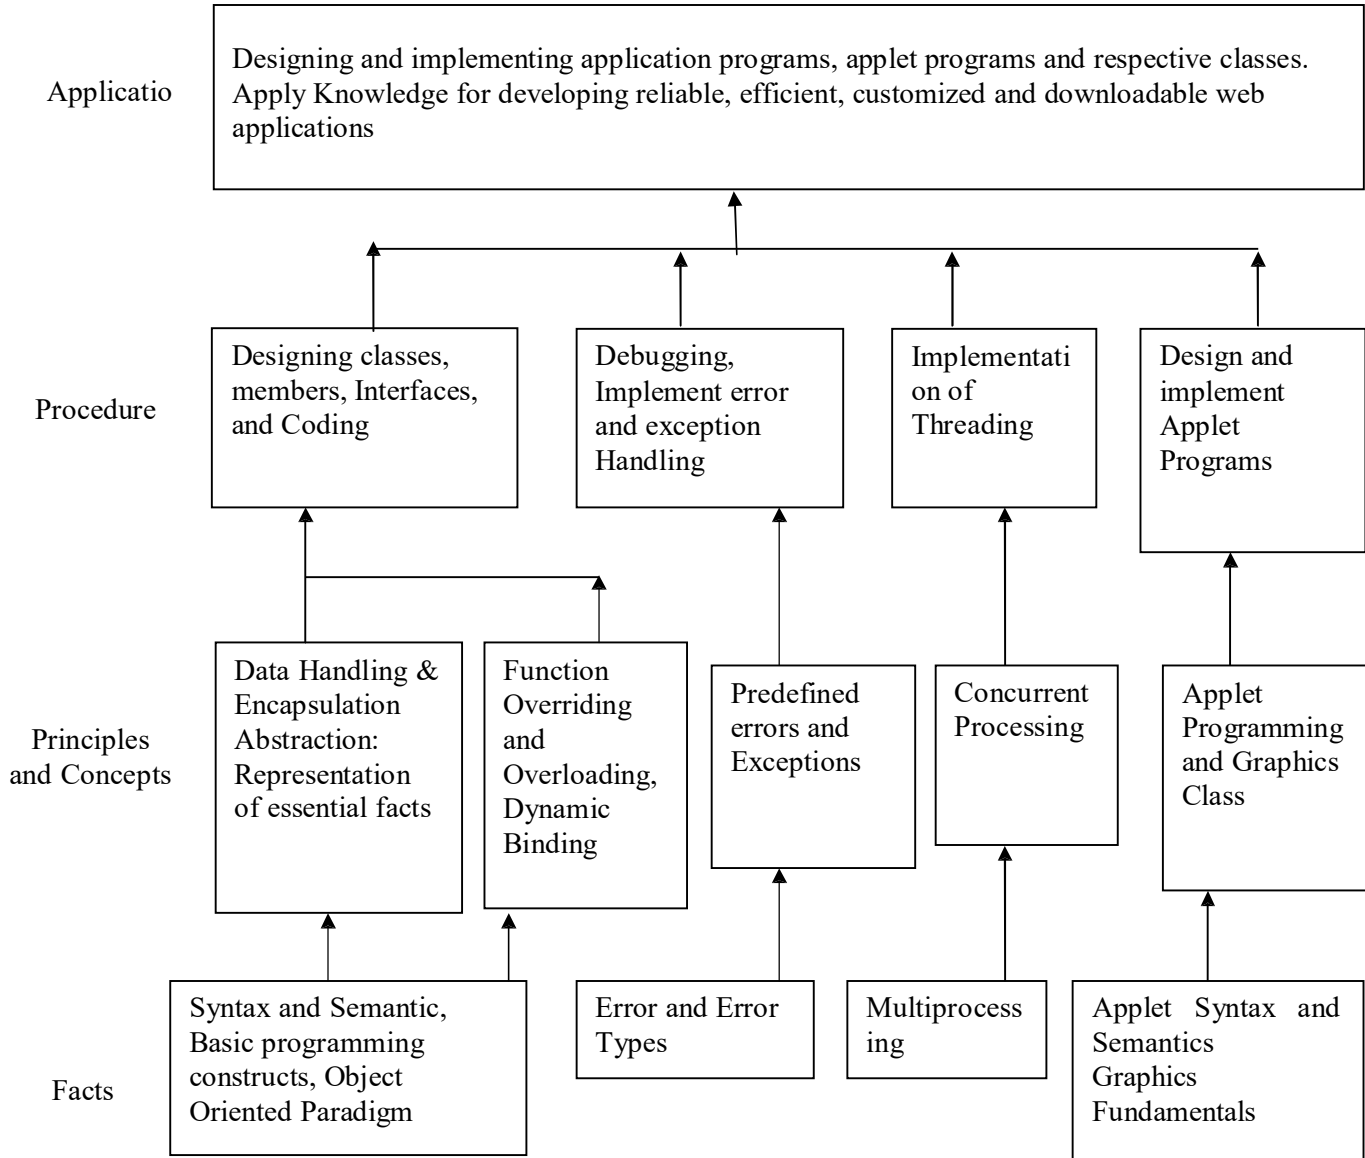 Applicatio
Designing and implementing application programs, applet programs and respective classes.
Apply Knowledge for developing reliable, efficient, customized and downloadable web
applications
Procedure
Designing classes,
members, Interfaces,
and Coding
Debugging,
Implement error
and exception
Handling
Implementati
on of
Threading
Design and
implement
Applet
Programs
Principles
and Concepts
Data Handling &
Encapsulation
Abstraction:
Representation
of essential facts
Function
Overriding
and
Overloading,
Dynamic
Binding
Predefined
errors and
Exceptions
Concurrent
Processing
Applet
Programming
and Graphics
Class
Facts
Syntax and Semantic,
Basic programming
constructs, Object
Oriented Paradigm
Error and Error
Types
Multiprocess
ing
Applet Syntax and
Semantics
Graphics
Fundamentals